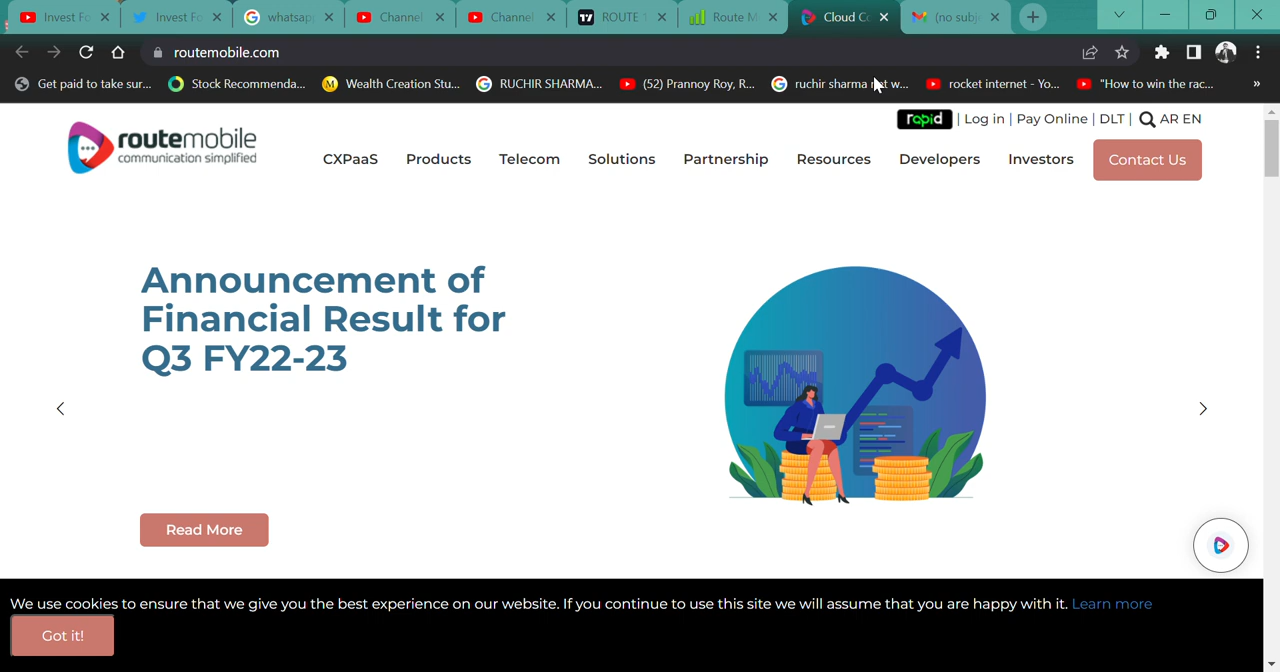 Invest Fo
Invest Fo
whatsap
Channel
Channel
ROUTE
Route M
Cloud Co
(no subj
routemobile.com
Get paid to take sur...
Stock Recommenda...
Wealth Creation Stu...
RUCHIR SHARMA...
(52) Prannoy Roy, R...
ruchir sharma net w...
rocket internet - Yo...
"How to win the rac...
»
rapid | Log in | Pay Online | DLT | AR EN
routemobile
communication simplified
CXPaaS
Products
Telecom
Solutions
Partnership
Resources
Developers
Investors
Contact Us
Announcement of
Financial Result for
Q3 FY22-23
Read More
We use cookies to ensure that we give you the best experience on our website. If you continue to use this site we will assume that you are happy with it. Learn more
Got it!